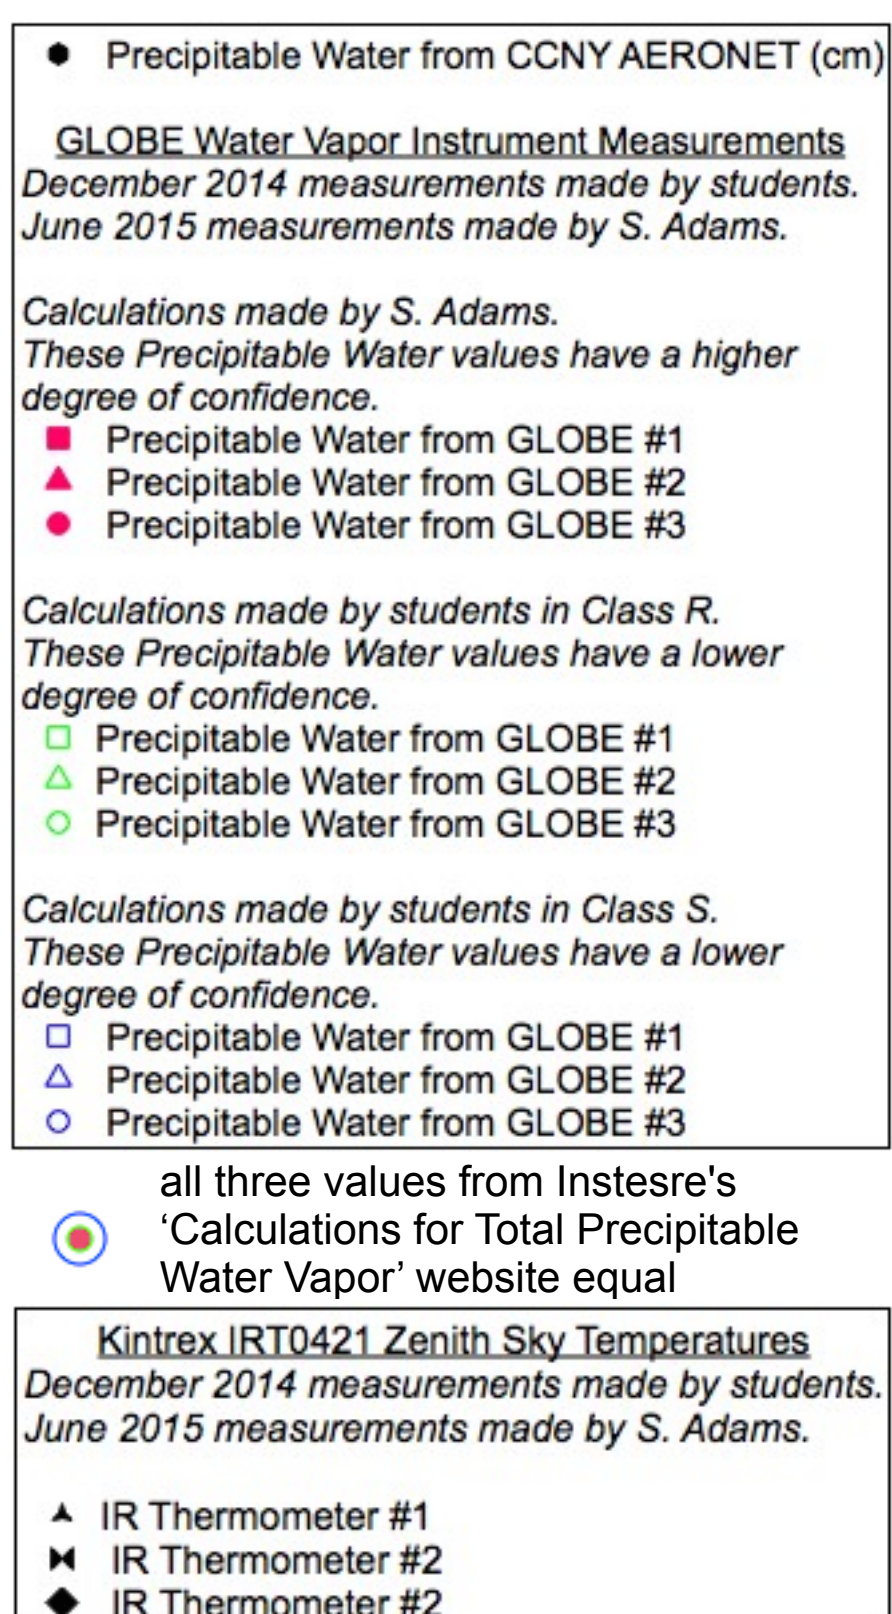 Precipitable Water from CCNY AERONET (cm)
GLOBE Water Vapor Instrument Measurements
December 2014 measurements made by students.
June 2015 measurements made by S. Adams.
Calculations made by S. Adams.
These Precipitable Water values have a higher
degree of confidence.
Precipitable Water from GLOBE #1
Precipitable Water from GLOBE #2
Precipitable Water from GLOBE #3
Calculations made by students in Class R.
These Precipitable Water values have a lower
degree of confidence.
Precipitable Water from GLOBE #1
Precipitable Water from GLOBE #2
Precipitable Water from GLOBE #3
Calculations made by students in Class S.
These Precipitable Water values have a lower
degree of confidence.
Precipitable Water from GLOBE #1
Precipitable Water from GLOBE #2
Precipitable Water from GLOBE #3
all three values from Instesre's
‘Calculations for Total Precipitable
Water Vapor’ website equal
Kintrex IRT0421 Zenith Sky Temperatures
December 2014 measurements made by students.
June 2015 measurements made by S. Adams.
IR Thermometer #1
IR Thermometer #2
IR Thermometer #2